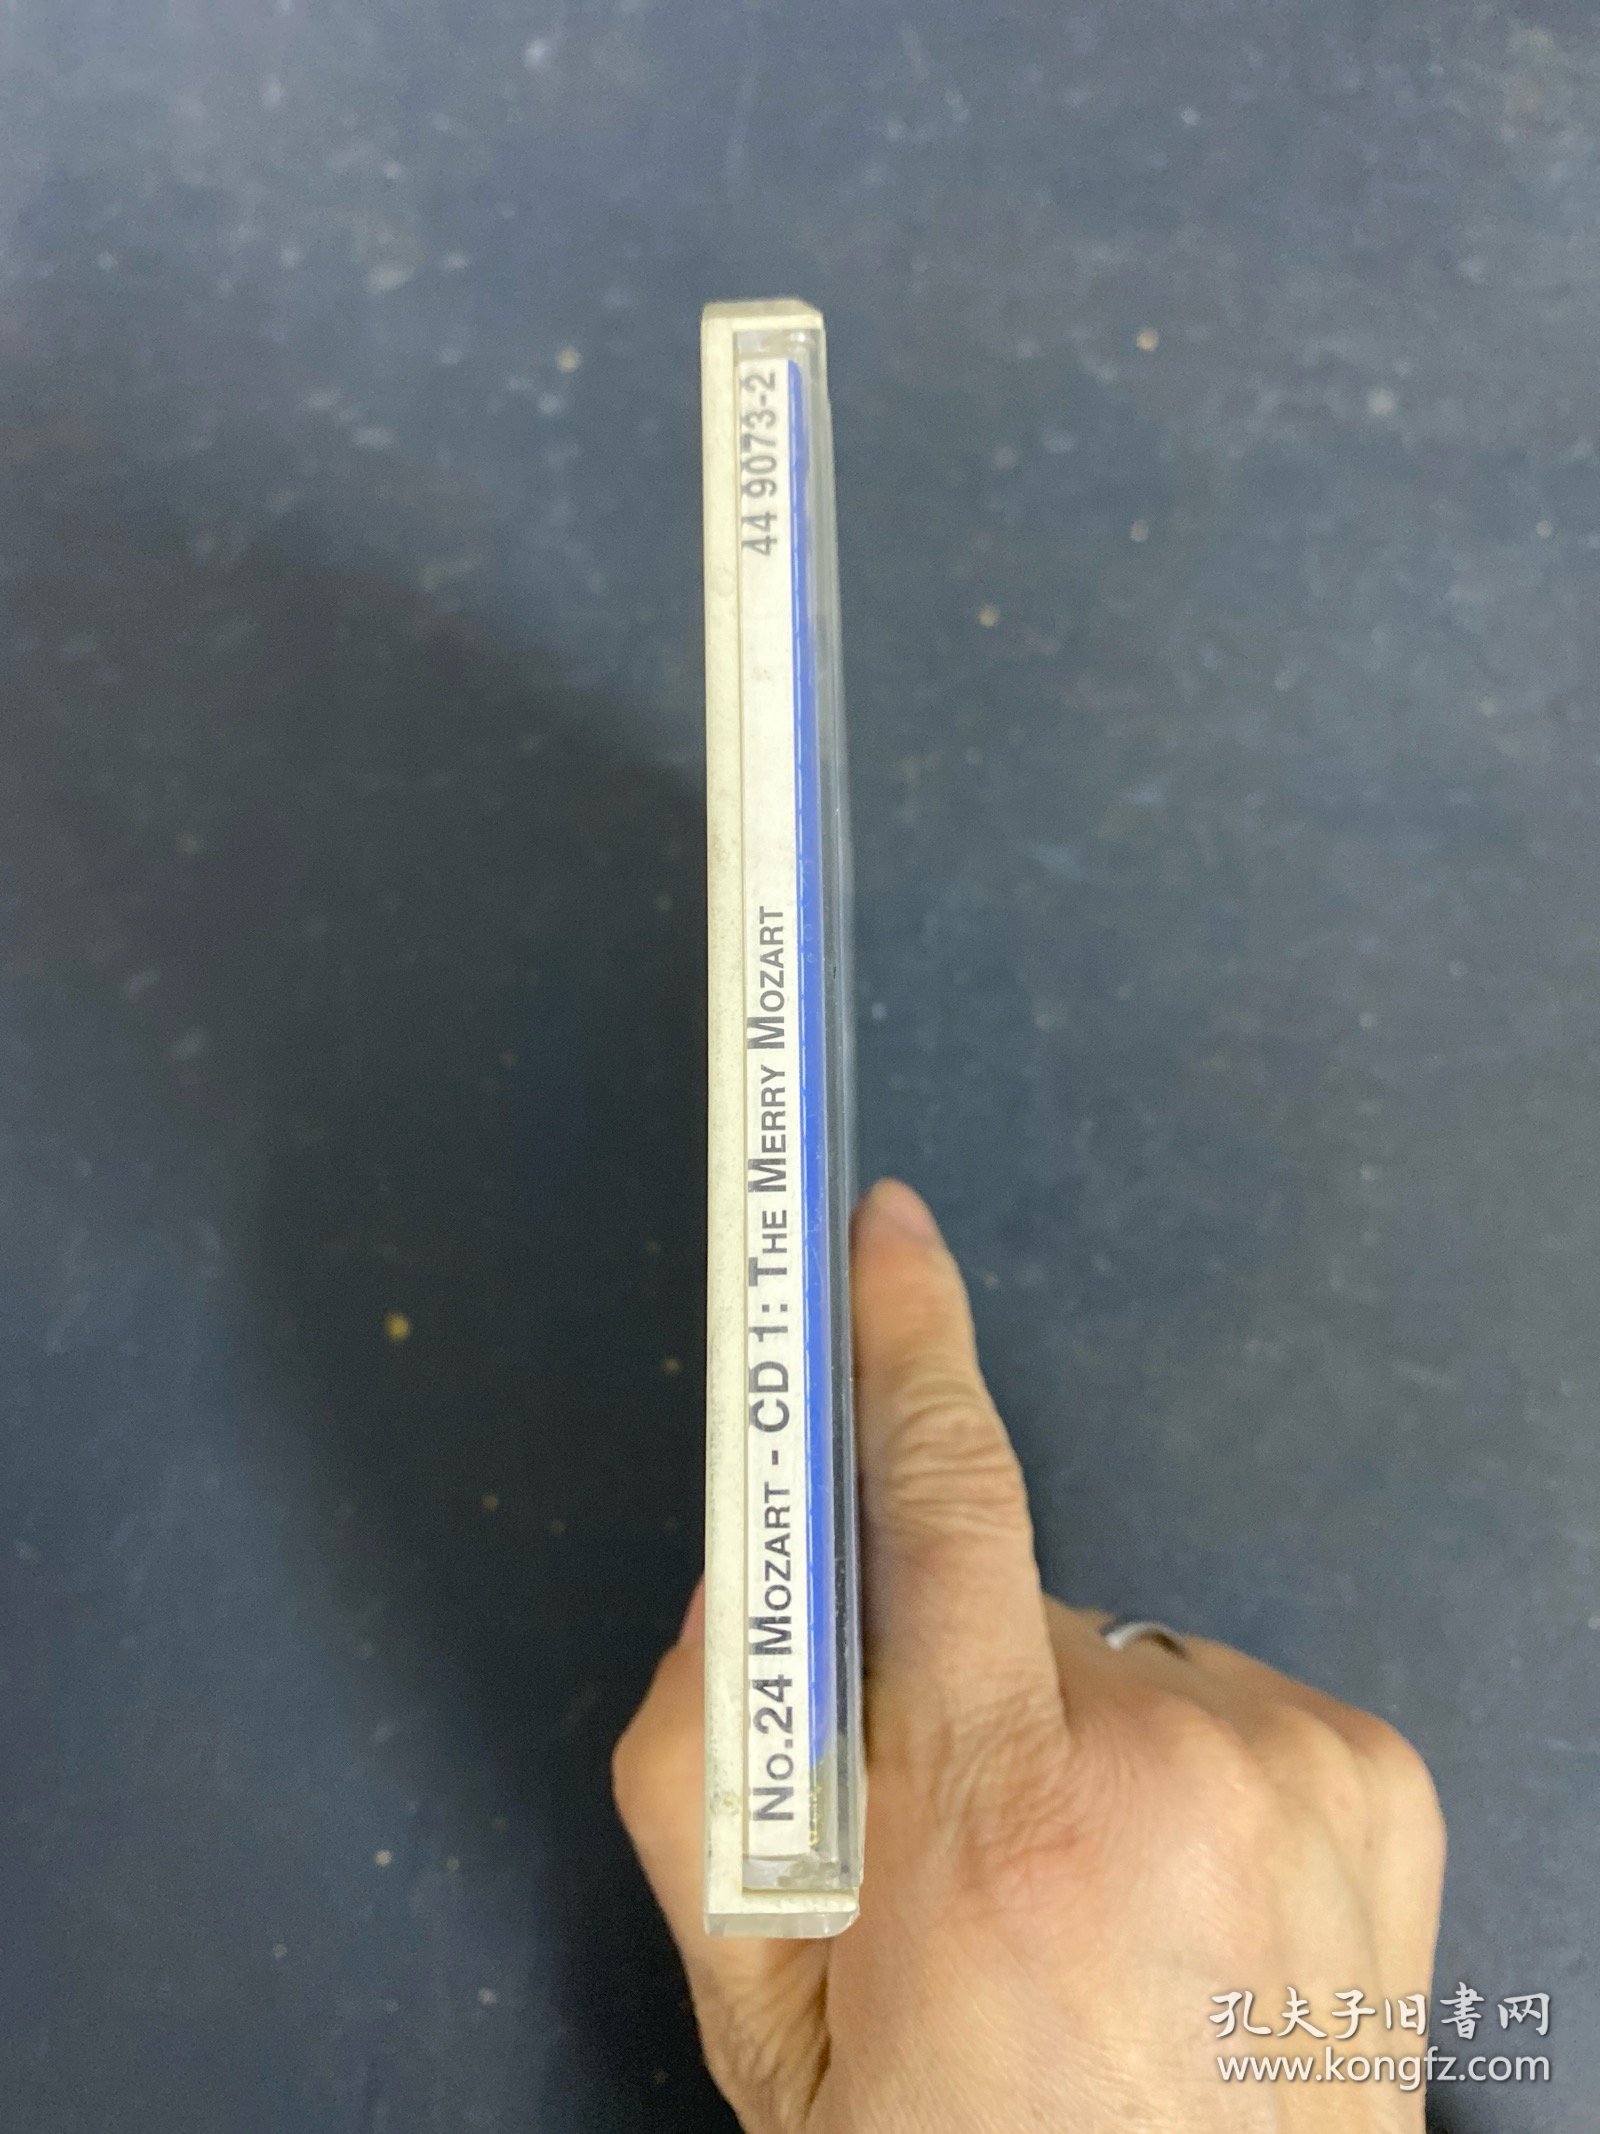 No.24 MOZART - CD 1: THE MERRY MOZART 44 9073-2
孔夫子旧書网
www.kongfz.com